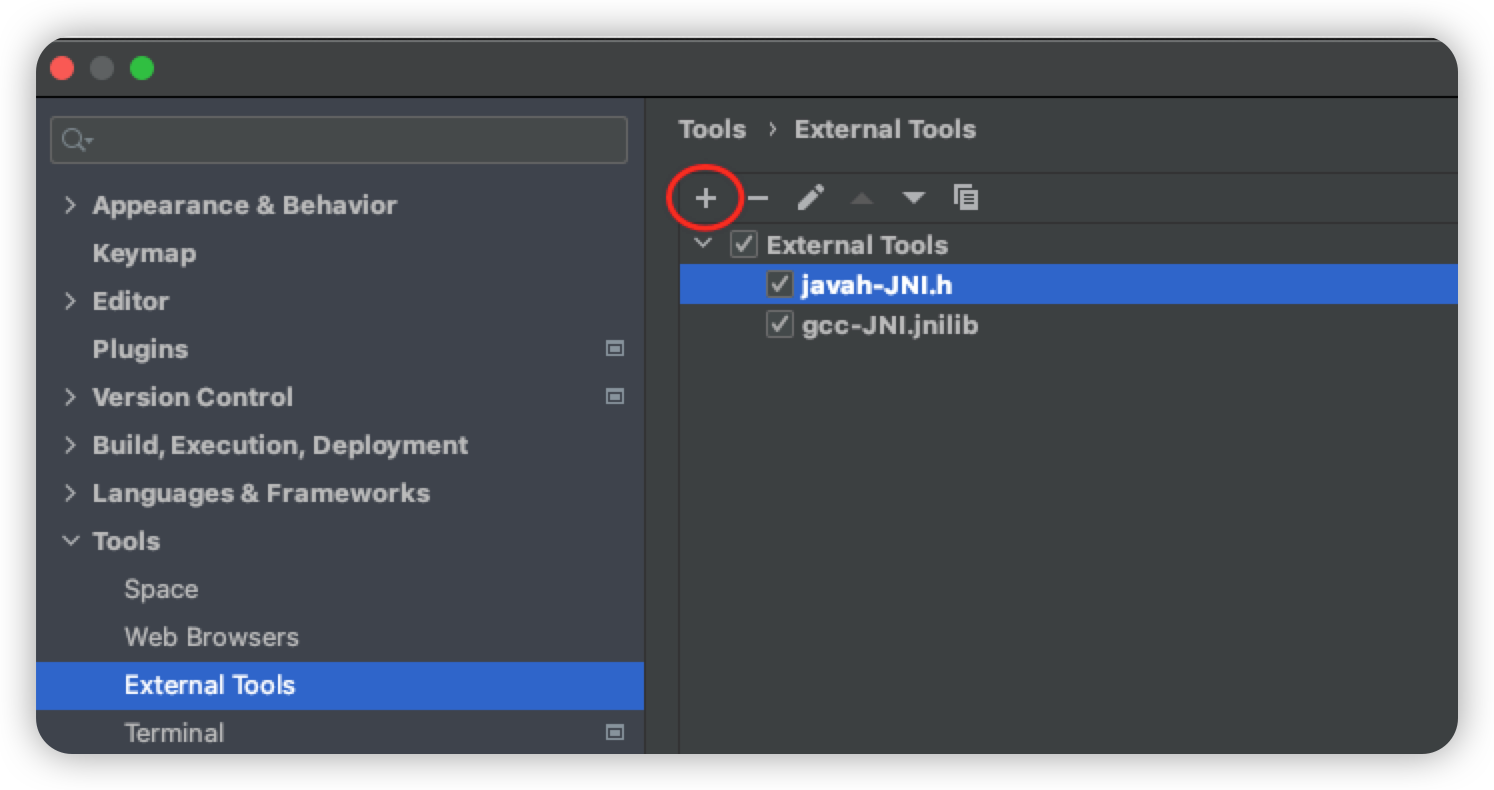 Appearance & Behavior
Keymap
Editor
Plugins
Version Control
Build, Execution, Deployment
Languages & Frameworks
Tools
Space
Web Browsers
External Tools
Terminal
Tools › External Tools
External Tools
javah-JNI.h
gcc-JNI.jnilib